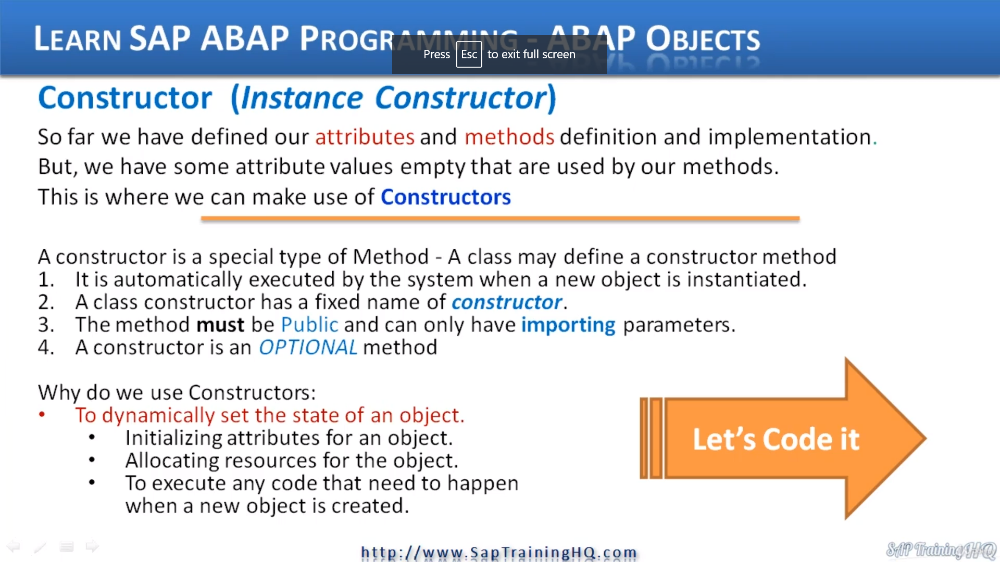 LEARN SAP ABAP PROGRAMMING - ABAP OBJECTS
Press Esc to exit full screen
Constructor (Instance Constructor)
So far we have defined our attributes and methods definition and implementation.
But, we have some attribute values empty that are used by our methods.
This is where we can make use of Constructors
A constructor is a special type of Method - A class may define a constructor method
1. It is automatically executed by the system when a new object is instantiated.
2. A class constructor has a fixed name of constructor.
3. The method must be Public and can only have importing parameters.
4. A constructor is an OPTIONAL method
Why do we use Constructors:
• To dynamically set the state of an object.
• Initializing attributes for an object.
• Allocating resources for the object.
• To execute any code that need to happen
when a new object is created.
Let's Code it
http://www.SapTrainingHQ.com
SAP TrainingHQ